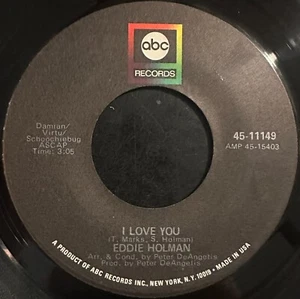 abc
RECORDS
Damian/
Virtu/
Schoochiebug
ASCAP
Time: 3:05
45-11149
AMP 45-15403
I LOVE YOU
(T. Marks, S. Holman)
EDDIE HOLMAN
Arr. & Cond. by Peter DeAngelis
Prod. by Peter DeAngelis
A PRODUCT OF ABC RECORDS INC., NEW YORK, N.Y. 10019 • MADE IN USA